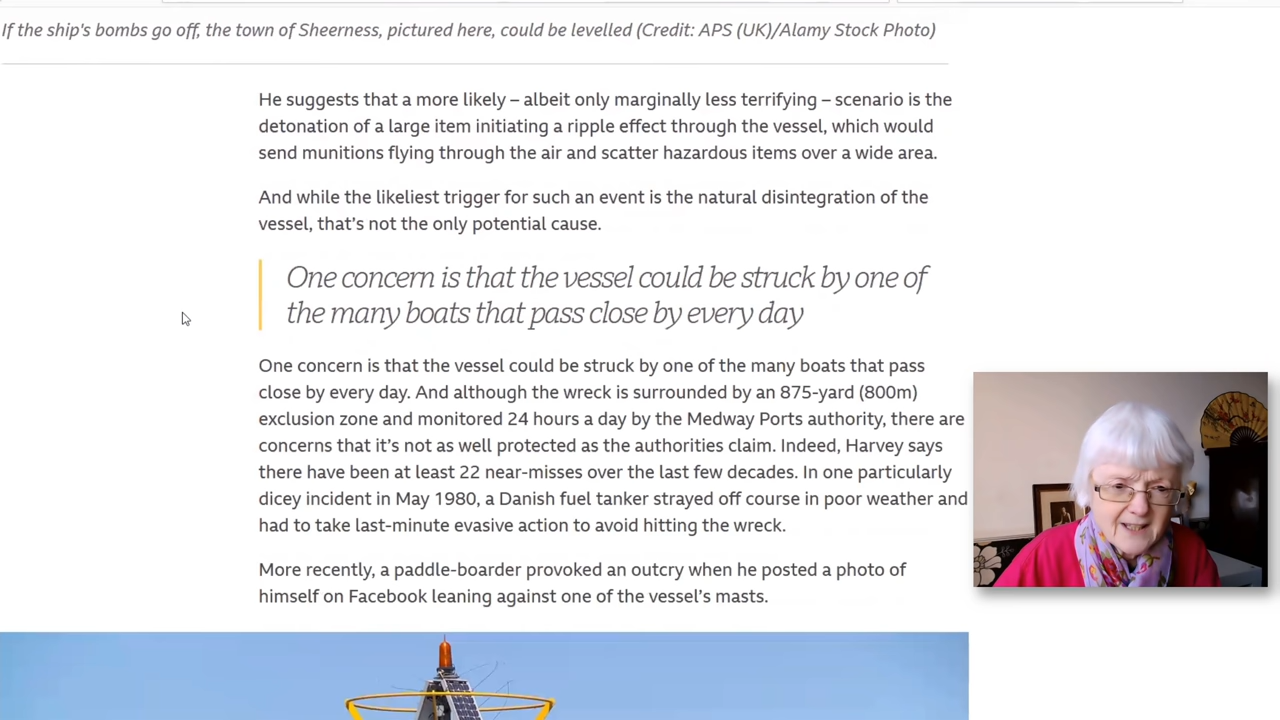 If the ship's bombs go off, the town of Sheerness, pictured here, could be levelled (Credit: APS (UK)/Alamy Stock Photo)
He suggests that a more likely – albeit only marginally less terrifying – scenario is the
detonation of a large item initiating a ripple effect through the vessel, which would
send munitions flying through the air and scatter hazardous items over a wide area.
And while the likeliest trigger for such an event is the natural disintegration of the
vessel, that's not the only potential cause.
One concern is that the vessel could be struck by one of
the many boats that pass close by every day
One concern is that the vessel could be struck by one of the many boats that pass
close by every day. And although the wreck is surrounded by an 875-yard (800m)
exclusion zone and monitored 24 hours a day by the Medway Ports authority, there are
concerns that it's not as well protected as the authorities claim. Indeed, Harvey says
there have been at least 22 near-misses over the last few decades. In one particularly
dicey incident in May 1980, a Danish fuel tanker strayed off course in poor weather and
had to take last-minute evasive action to avoid hitting the wreck.
More recently, a paddle-boarder provoked an outcry when he posted a photo of
himself on Facebook leaning against one of the vessel's masts.